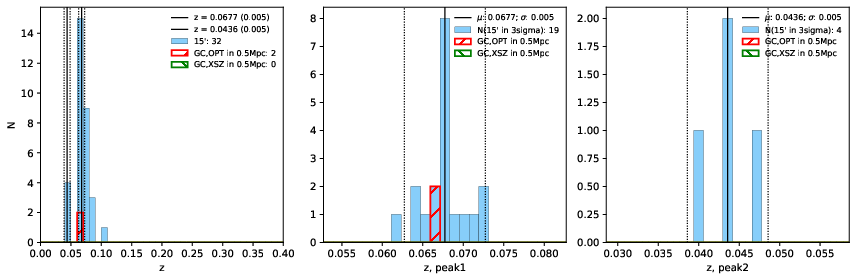 z = 0.0677 (0.005)
z = 0.0436 (0.005)
15': 32
GC,OPT in 0.5Mpc: 2
GC,XSZ in 0.5Mpc: 0
N
14
12
10
8
6
4
2
0
0.00 0.05 0.10 0.15 0.20 0.25 0.30 0.35 0.40
z
μ: 0.0677; σ: 0.005
N(15' in 3sigma): 19
GC,OPT in 0.5Mpc
GC,XSZ in 0.5Mpc
8
7
6
5
4
3
2
1
0
0.055 0.060 0.065 0.070 0.075 0.080
z, peak1
μ: 0.0436; σ: 0.005
N(15' in 3sigma): 4
GC,OPT in 0.5Mpc
GC,XSZ in 0.5Mpc
2.00
1.75
1.50
1.25
1.00
0.75
0.50
0.25
0.00
0.030 0.035 0.040 0.045 0.050 0.055
z, peak2